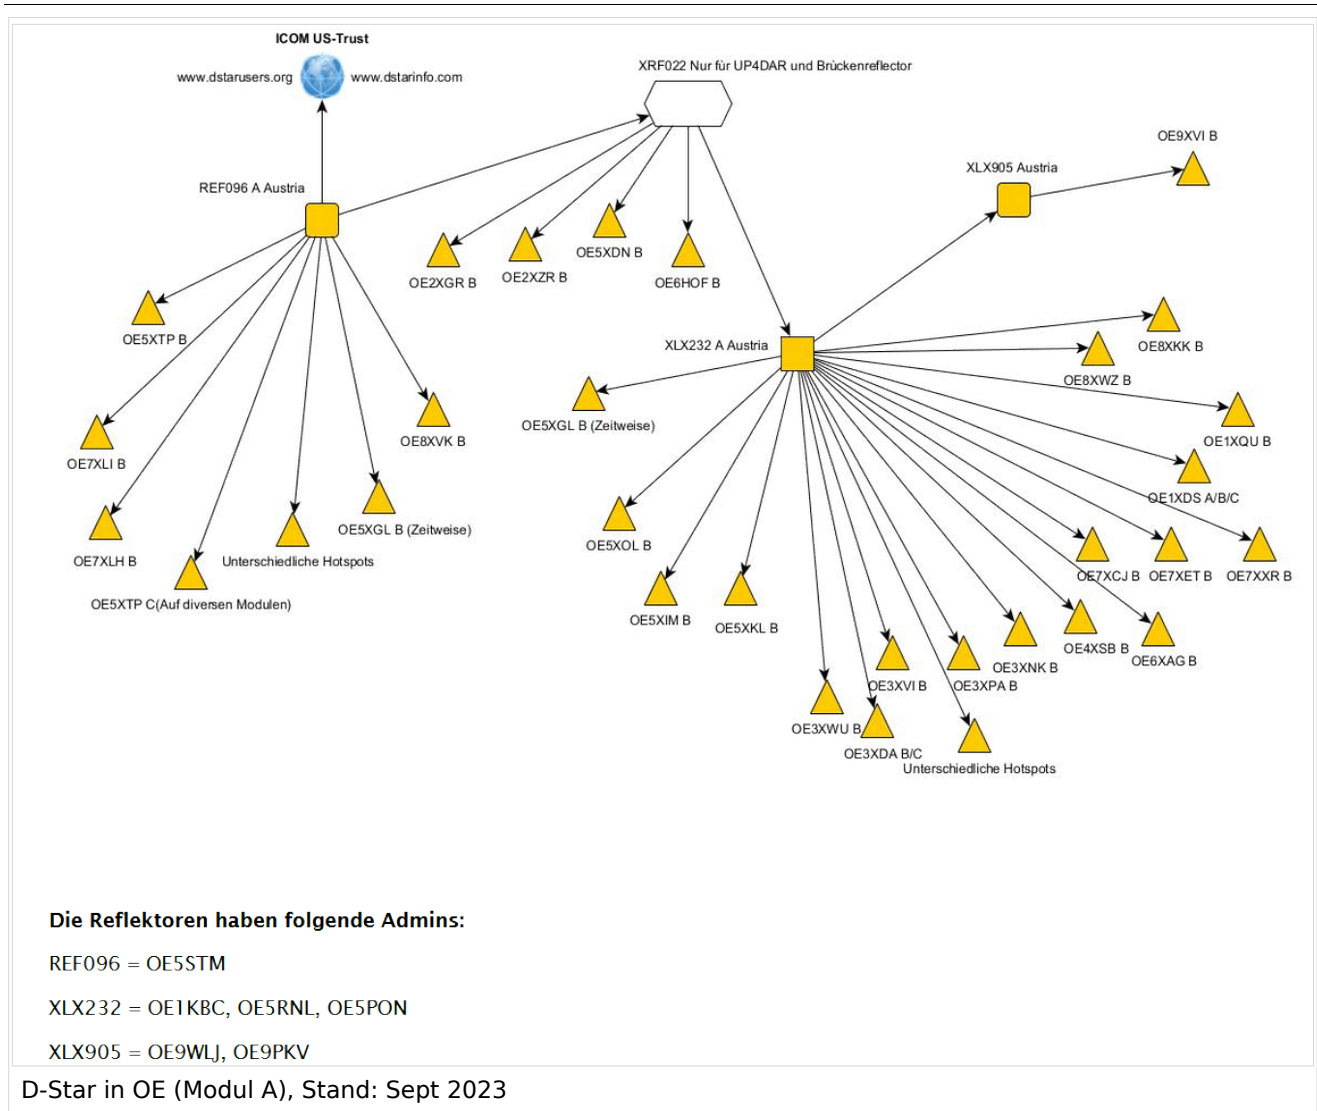 ICOM US-Trust
www.dstarusers.org
www.dstarinfo.com
XRF022 Nur für UP4DAR und Brückenreflector
OE9XVI B
XLX905 Austria
REF096 A Austria
OE5XDN B
OE2XZR B
OE2XGR B
OE6HOF B
OE5XTP B
XLX232 A Austria
OE8XKK B
OE8XWZ B
OE5XGL B (Zeitweise)
OE8XVK B
OE1XQU B
OE7XLI B
OE1XDS A/B/C
OE5XGL B (Zeitweise)
OE5XOL B
OE7XLH B
Unterschiedliche Hotspots
OE7XCJ B
OE7XET B
OE7XXR B
OE5XTP C(Auf diversen Modulen)
OE5XIM B
OE5XKL B
OE4XSB B
OE6XAG B
OE3XNK B
OE3XVI B
OE3XPA B
OE3XWU B
OE3XDA B/C
Unterschiedliche Hotspots
Die Reflektoren haben folgende Admins:
REF096 = OE5STM
XLX232 = OE1KBC, OE5RNL, OE5PON
XLX905 = OE9WLJ, OE9PKV
D-Star in OE (Modul A), Stand: Sept 2023